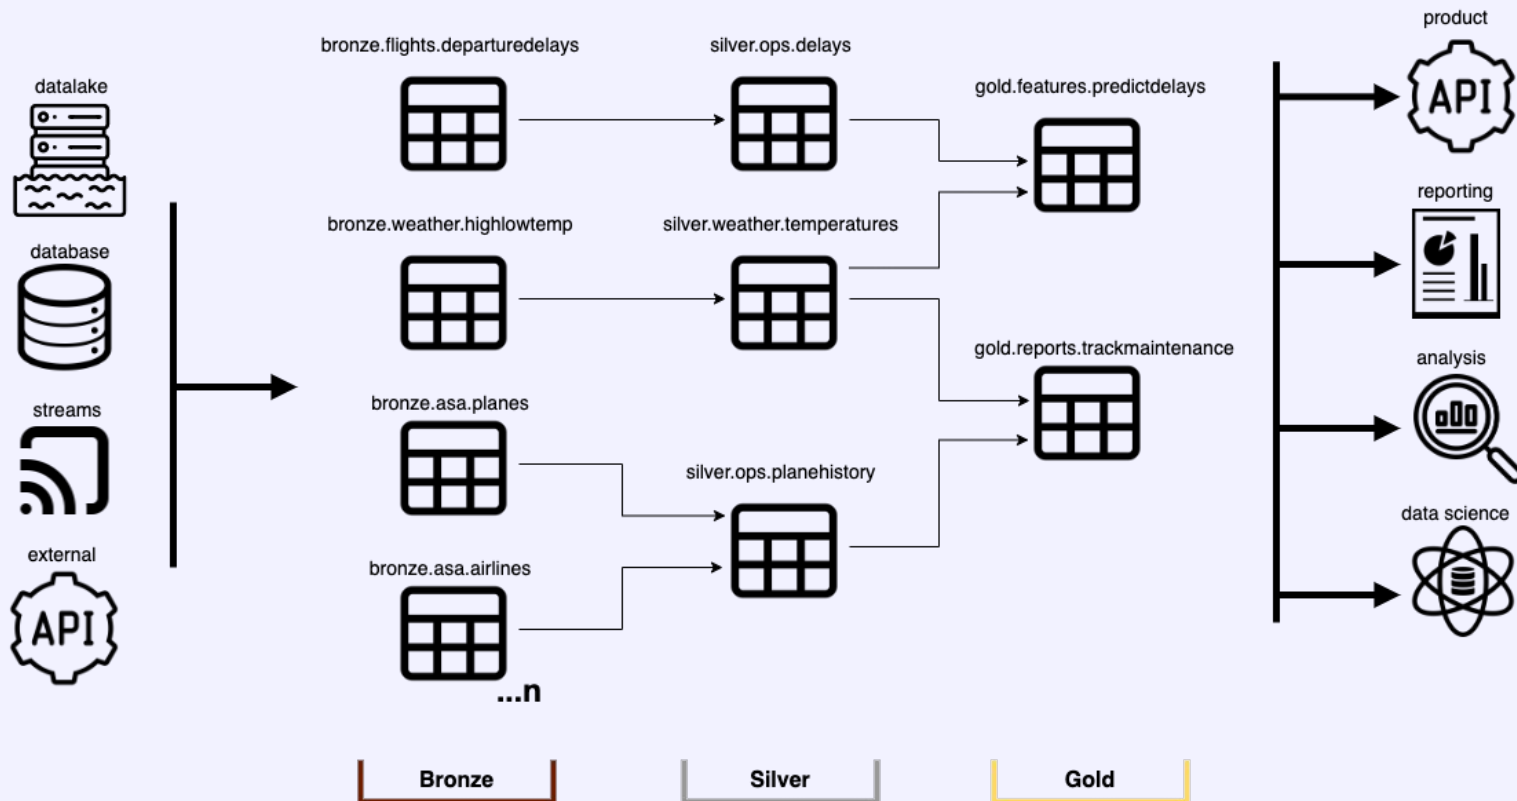 datalake
database
streams
external
API
bronze.flights.departuredelays
bronze.weather.highlowtemp
bronze.asa.planes
bronze.asa.airlines
...n
silver.ops.delays
silver.weather.temperatures
silver.ops.planehistory
gold.features.predictdelays
gold.reports.trackmaintenance
product
API
reporting
analysis
data science
Bronze
Silver
Gold